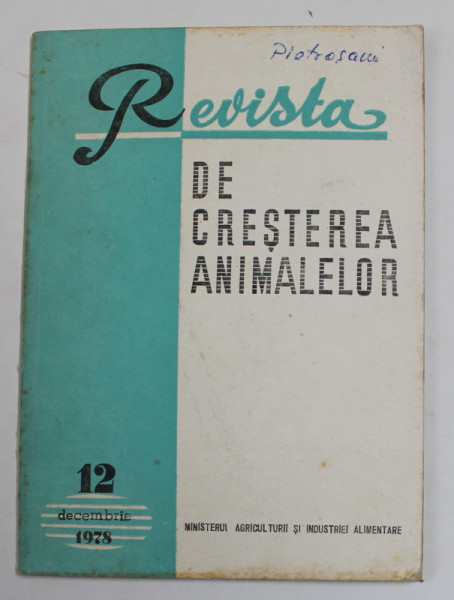 Pietroșani
Revista
DE
CREȘTEREA
ANIMALELOR
12
decembrie
1978
MINISTERUL AGRICULTURII ȘI INDUSTRIEI ALIMENTARE